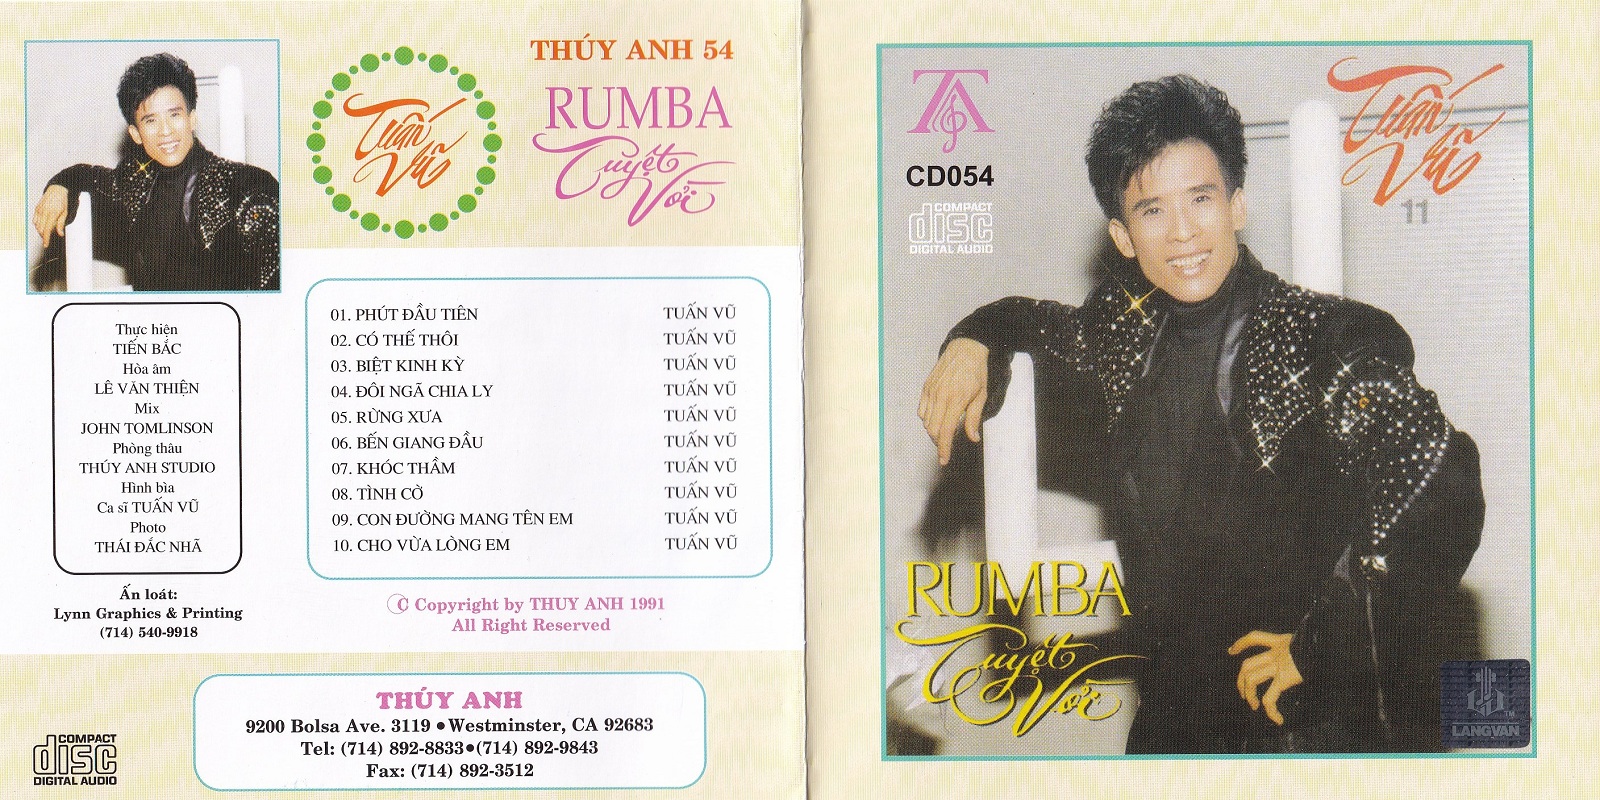 THÚY ANH 54
RUMBA
Tuyệt
Vời
Tuấn
Vũ
Thực hiện
TIẾN BẮC
Hòa âm
LÊ VĂN THIỆN
Mix
JOHN TOMLINSON
Phòng thâu
THÚY ANH STUDIO
Hình bìa
Ca sĩ TUẤN VŨ
Photo
THÁI ĐẮC NHÃ
Ấn loát:
Lynn Graphics & Printing
(714) 540-9918
01. PHÚT ĐẦU TIÊN TUẤN VŨ
02. CÓ THẾ THÔI TUẤN VŨ
03. BIỆT KINH KỲ TUẤN VŨ
04. ĐÔI NGÃ CHIA LY TUẤN VŨ
05. RỪNG XƯA TUẤN VŨ
06. BẾN GIANG ĐẦU TUẤN VŨ
07. KHÓC THẦM TUẤN VŨ
08. TÌNH CỜ TUẤN VŨ
09. CON ĐƯỜNG MANG TÊN EM TUẤN VŨ
10. CHO VỪA LÒNG EM TUẤN VŨ
© Copyright by THUY ANH 1991
All Right Reserved
THÚY ANH
9200 Bolsa Ave. 3119 • Westminster, CA 92683
Tel: (714) 892-8833•(714) 892-9843
Fax: (714) 892-3512
COMPACT
disc
DIGITAL AUDIO
TA
CD054
COMPACT
disc
DIGITAL AUDIO
Tuấn
Vũ
11
RUMBA
Tuyệt
Vời
TM
LANGVAN